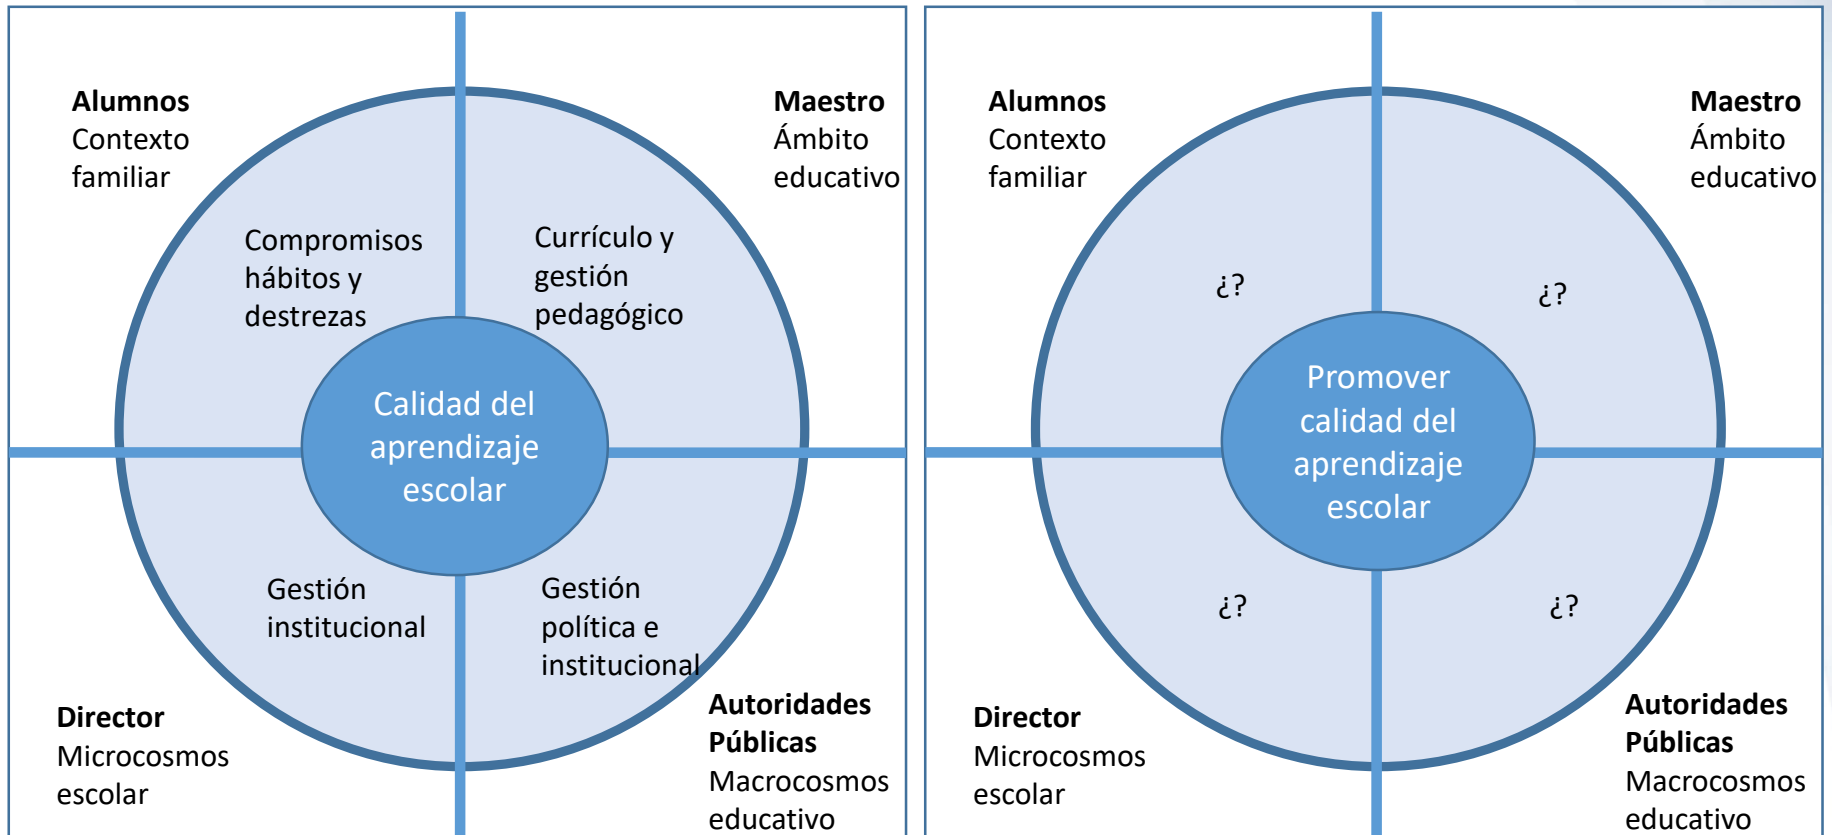 Alumnos
Contexto
familiar
Maestro
Ámbito
educativo
Compromisos
hábitos y
destrezas
Currículo y
gestión
pedagógico
Calidad del
aprendizaje
escolar
Gestión
institucional
Gestión
política e
institucional
Director
Microcosmos
escolar
Autoridades
Públicas
Macrocosmos
educativo
Alumnos
Contexto
familiar
Maestro
Ámbito
educativo
¿?
¿?
Promover
calidad del
aprendizaje
escolar
¿?
¿?
Director
Microcosmos
escolar
Autoridades
Públicas
Macrocosmos
educativo